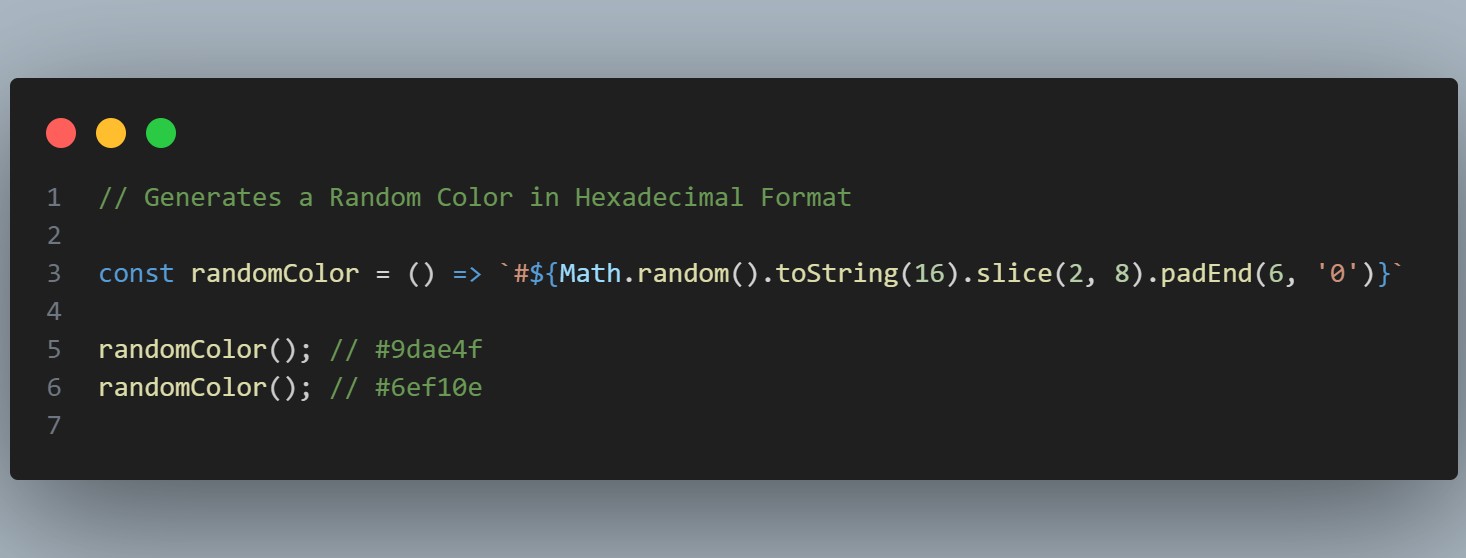 1 // Generates a Random Color in Hexadecimal Format
2
3 const randomColor = () => `#${Math.random().toString(16).slice(2, 8).padEnd(6, '0')}`
4
5 randomColor(); // #9dae4f
6 randomColor(); // #6ef10e
7